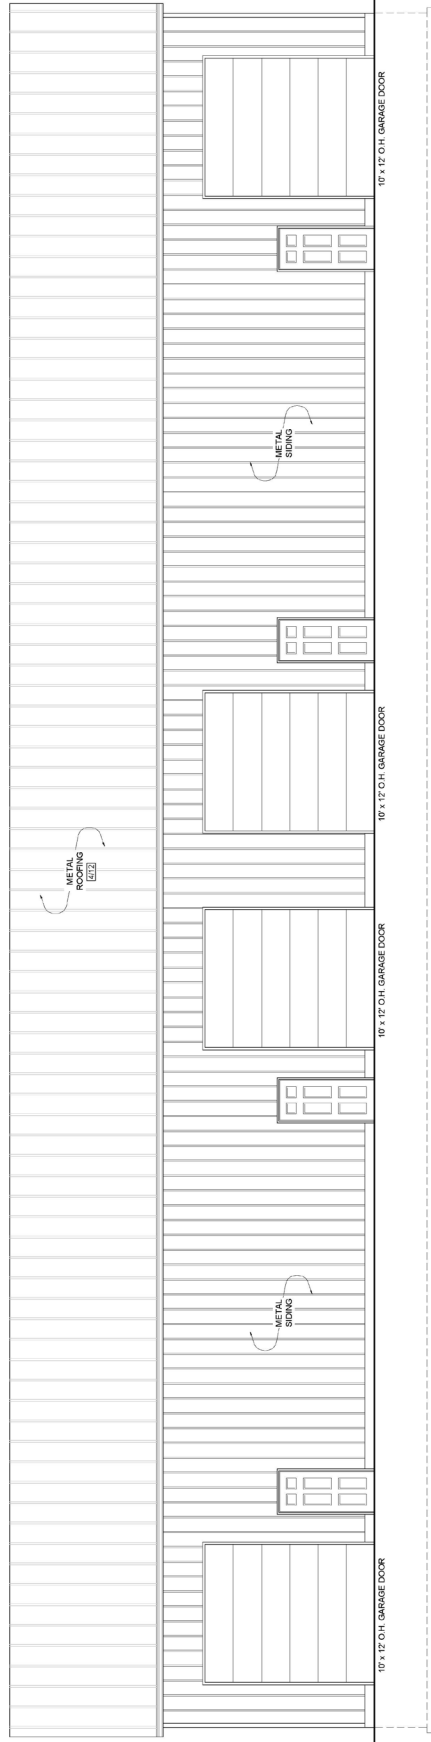 METAL
ROOFING
4/12
METAL
SIDING
METAL
SIDING
10' x 12' O.H. GARAGE DOOR
10' x 12' O.H. GARAGE DOOR
10' x 12' O.H. GARAGE DOOR
10' x 12' O.H. GARAGE DOOR